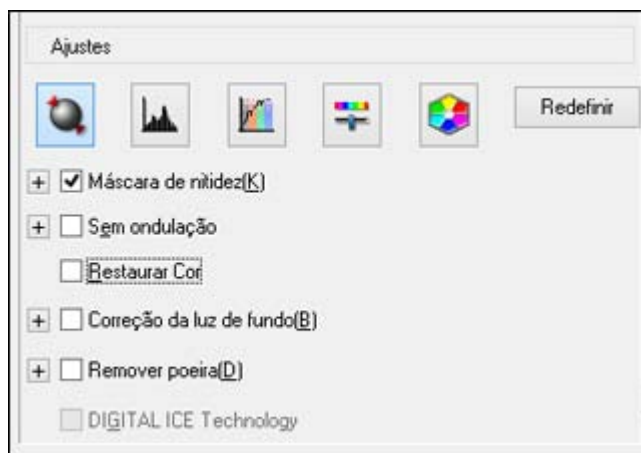 Ajustes
Redefinir
Máscara de nitidez(K)
Sem ondulação
Restaurar Cor
Correção da luz de fundo(B)
Remover poeira(D)
DIGITAL ICE Technology